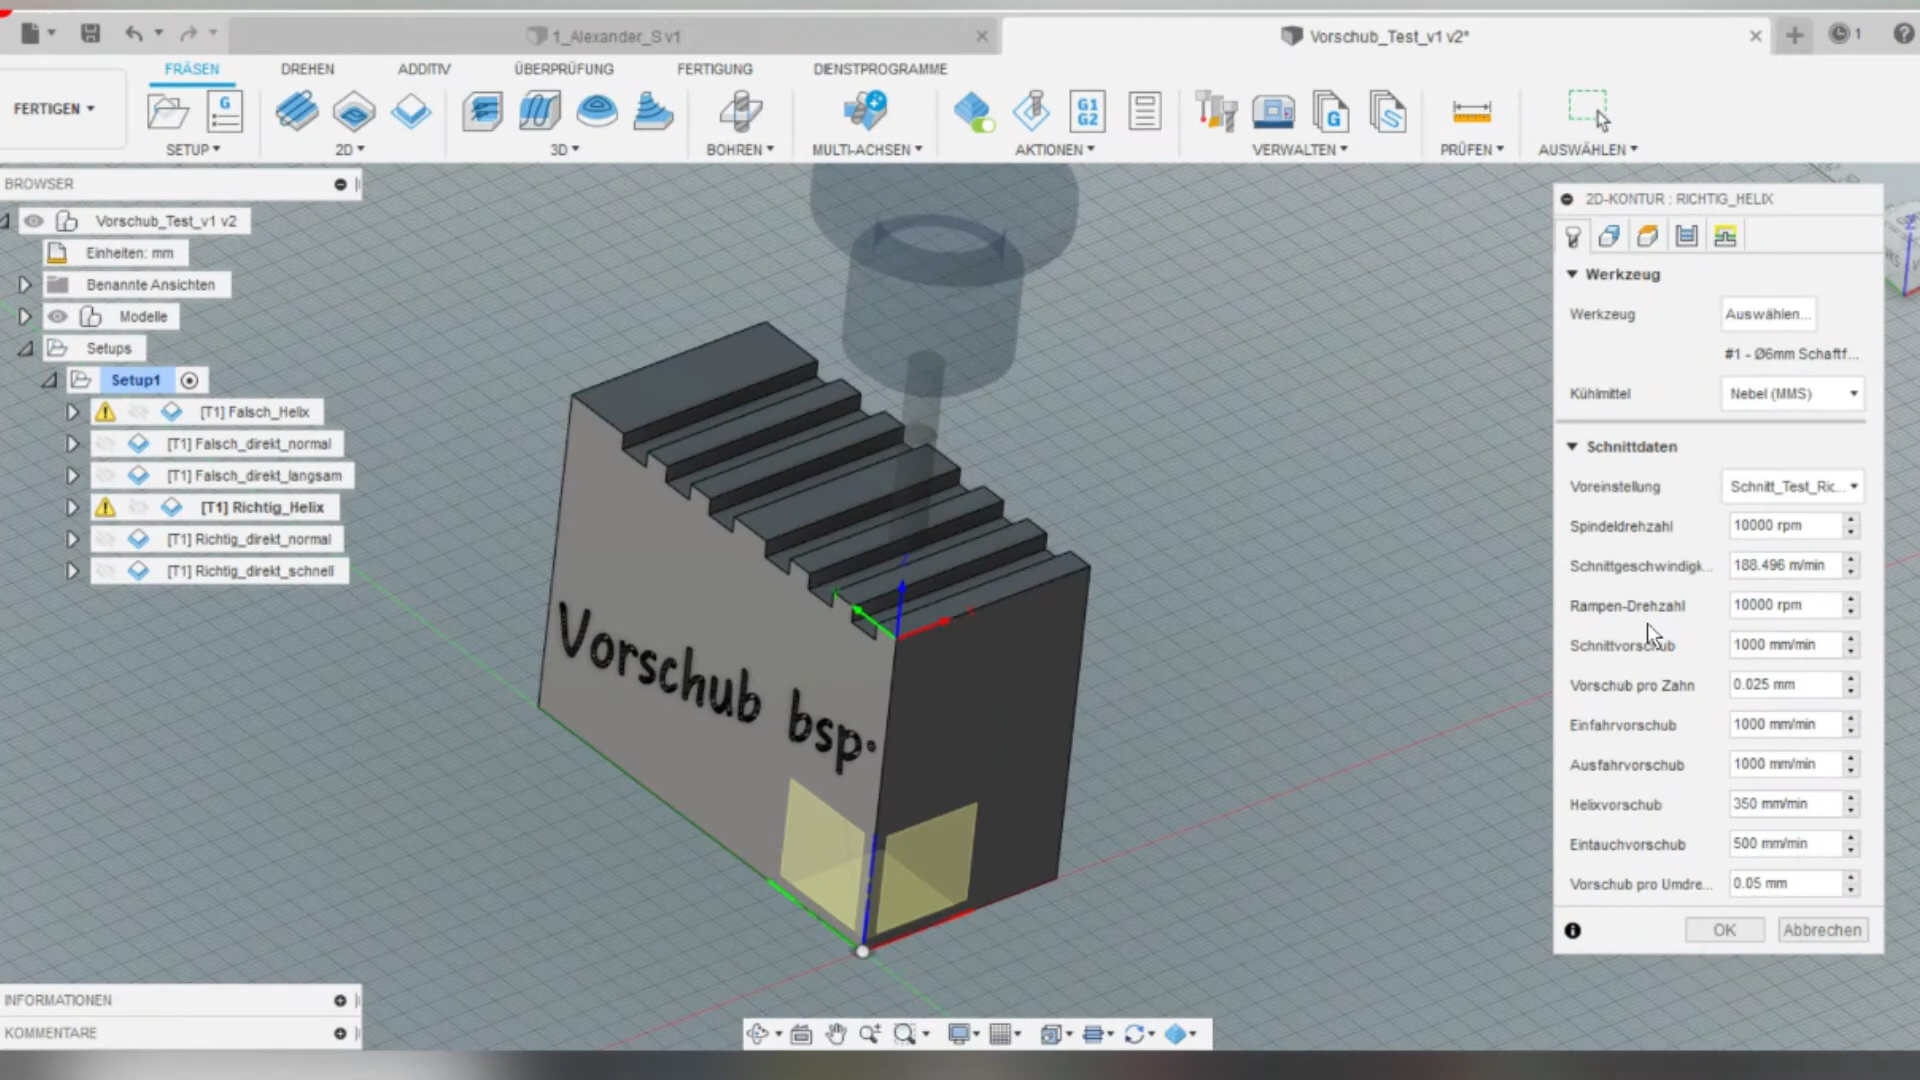 1_Alexander_S v1
Vorschub_Test_v1 v2*
1
FRÄSEN
DREHEN
ADDITIV
ÜBERPRÜFUNG
FERTIGUNG
DIENSTPROGRAMME
FERTIGEN
G
G1
G2
G
SETUP
2D
3D
BOHREN
MULTI-ACHSEN
AKTIONEN
VERWALTEN
PRÜFEN
AUSWÄHLEN
BROWSER
Vorschub_Test_v1 v2
Einheiten: mm
Benannte Ansichten
Modelle
Setups
Setup1
[T1] Falsch_Helix
[T1] Falsch_direkt_normal
[T1] Falsch_direkt_langsam
[T1] Richtig_Helix
[T1] Richtig_direkt_normal
[T1] Richtig_direkt_schnell
Vorschub bsp.
2D-KONTUR : RICHTIG_HELIX
Werkzeug
Werkzeug
Auswählen...
#1 - Ø6mm Schaftf...
Kühlmittel
Nebel (MMS)
Schnittdaten
Voreinstellung
Schnitt_Test_Ric...
Spindeldrehzahl
10000 rpm
Schnittgeschwindigk...
188.496 m/min
Rampen-Drehzahl
10000 rpm
Schnittvorschub
1000 mm/min
Vorschub pro Zahn
0.025 mm
Einfahrvorschub
1000 mm/min
Ausfahrvorschub
1000 mm/min
Helixvorschub
350 mm/min
Eintauchvorschub
500 mm/min
Vorschub pro Umdre...
0.05 mm
OK
Abbrechen
INFORMATIONEN
KOMMENTARE